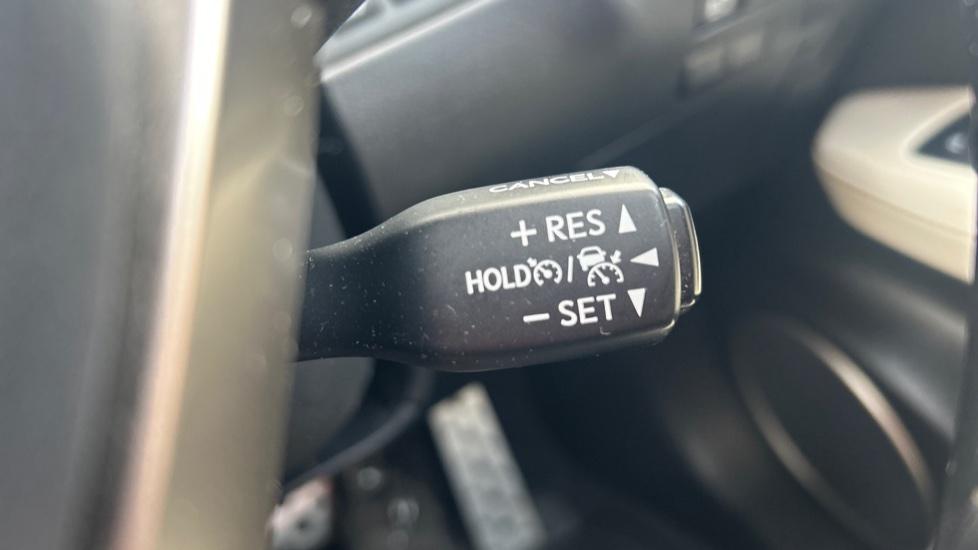 CANCEL
+ RES
HOLD /
- SET